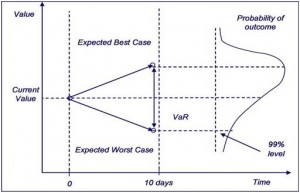 Value
Probability of
outcome
Expected Best Case
Current
Value
VaR
Expected Worst Case
99%
level
0
10 days
Time